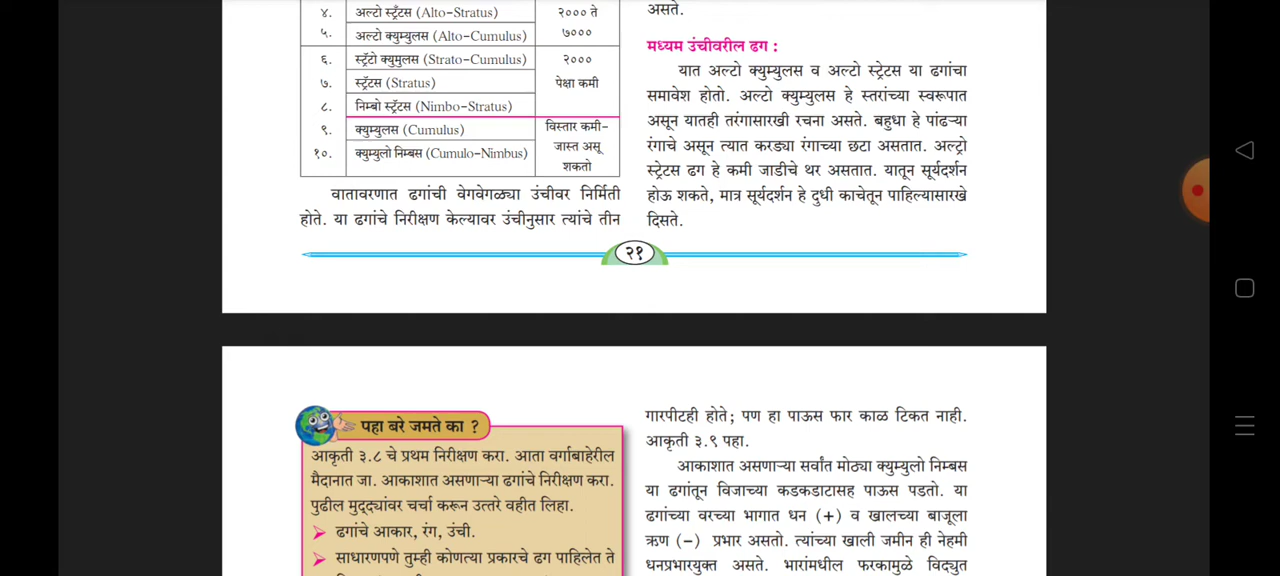 ४. अल्टो स्ट्रॅटस (Alto-Stratus) २००० ते
५. अल्टो क्युम्युलस (Alto-Cumulus) ७०००
६. स्ट्रॅटो क्युमुलस (Strato-Cumulus) २०००
७. स्ट्रॅटस (Stratus) पेक्षा कमी
८. निम्बो स्ट्रॅटस (Nimbo-Stratus)
९. क्युम्युलस (Cumulus) विस्तार कमी-
जास्त असू
१०. क्युम्युलो निम्बस (Cumulo-Nimbus)
शकतो
वातावरणात ढगांची वेगवेगळ्या उंचीवर निर्मिती
होते. या ढगांचे निरीक्षण केल्यावर उंचीनुसार त्यांचे तीन
असते.
मध्यम उंचीवरील ढग :
यात अल्टो क्युम्युलस व अल्टो स्ट्रेटस या ढगांचा
समावेश होतो. अल्टो क्युम्युलस हे स्तरांच्या स्वरूपात
असून यातही तरंगासारखी रचना असते. बहुधा हे पांढऱ्या
रंगाचे असून त्यात करड्या रंगाच्या छटा असतात. अल्ट्रो
स्ट्रेटस ढग हे कमी जाडीचे थर असतात. यातून सूर्यदर्शन
होऊ शकते, मात्र सूर्यदर्शन हे दुधी काचेतून पाहिल्यासारखे
दिसते.
२१
पहा बरे जमते का ?
आकृती ३.८ चे प्रथम निरीक्षण करा. आता वर्गाबाहेरील
मैदानात जा. आकाशात असणाऱ्या ढगांचे निरीक्षण करा.
पुढील मुद्द्यांवर चर्चा करून उत्तरे वहीत लिहा.
➢ ढगांचे आकार, रंग, उंची.
➢ साधारणपणे तुम्ही कोणत्या प्रकारचे ढग पाहिलेत ते
गारपीटही होते; पण हा पाऊस फार काळ टिकत नाही.
आकृती ३.९ पहा.
आकाशात असणाऱ्या सर्वांत मोठ्या क्युम्युलो निम्बस
या ढगांतून विजाच्या कडकडाटासह पाऊस पडतो. या
ढगांच्या वरच्या भागात धन (+) व खालच्या बाजूला
ऋण (–) प्रभार असतो. त्यांच्या खाली जमीन ही नेहमी
धनप्रभारयुक्त असते. भारांमधील फरकामुळे विद्युत